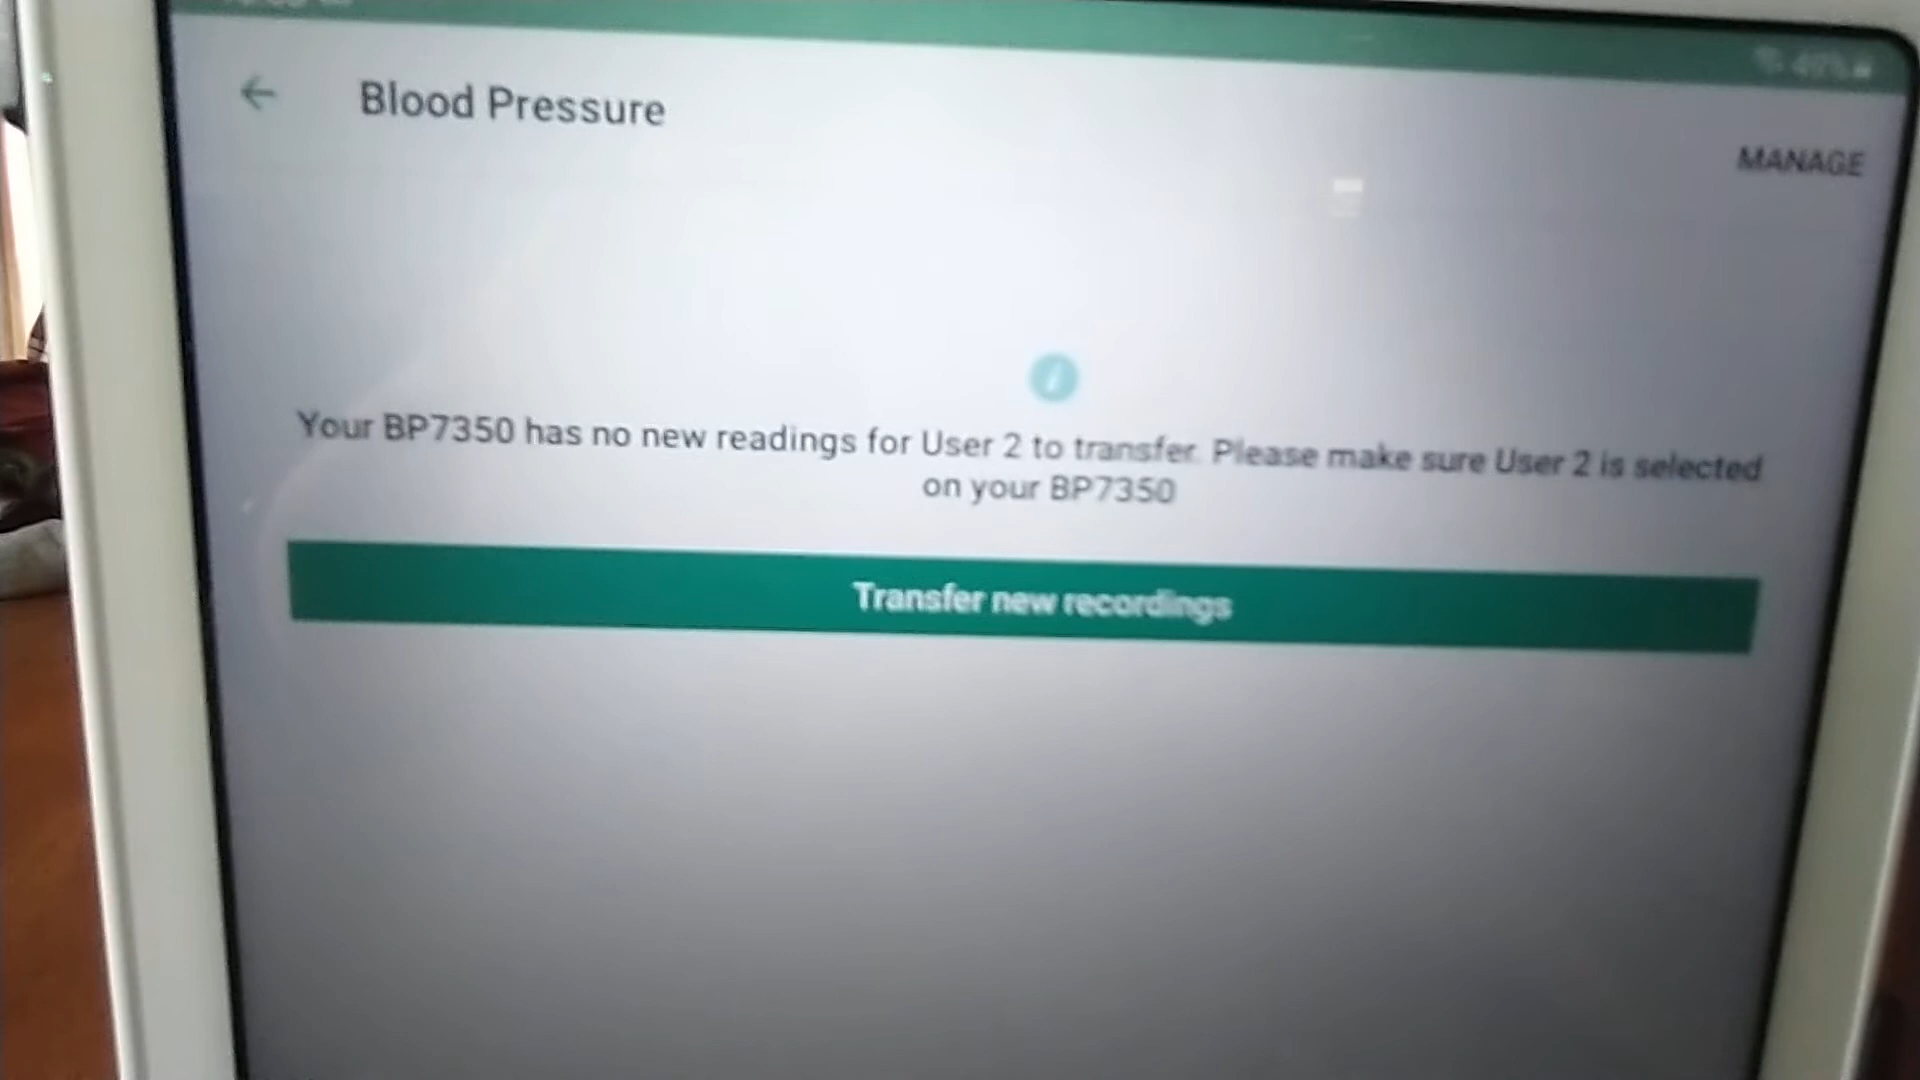 Blood Pressure
MANAGE
Your BP7350 has no new readings for User 2 to transfer. Please make sure User 2 is selected
on your BP7350
Transfer new recordings